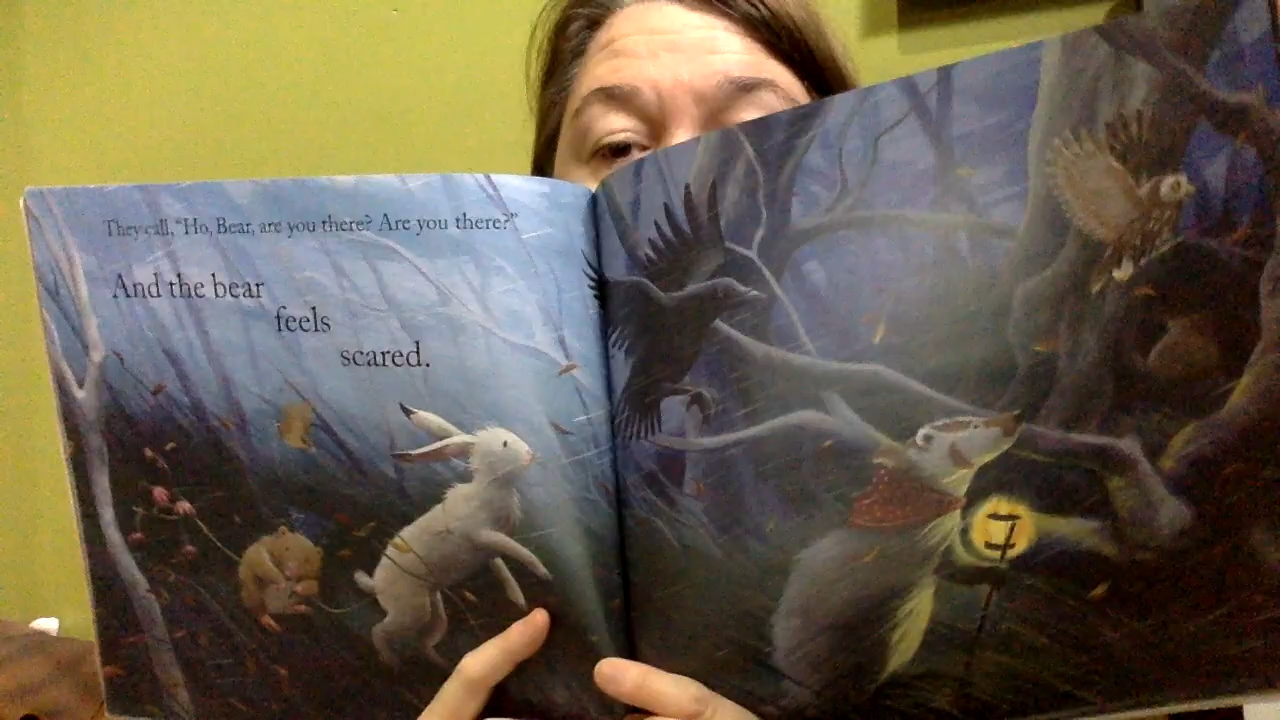 They call, "Ho, Bear, are you there? Are you there?"
And the bear
feels
scared.